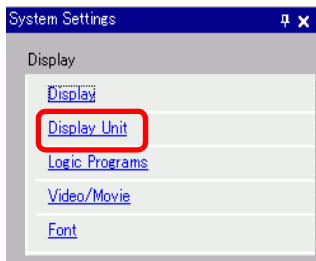 System Settings
Display
Display
Display Unit
Logic Programs
Video/Movie
Font